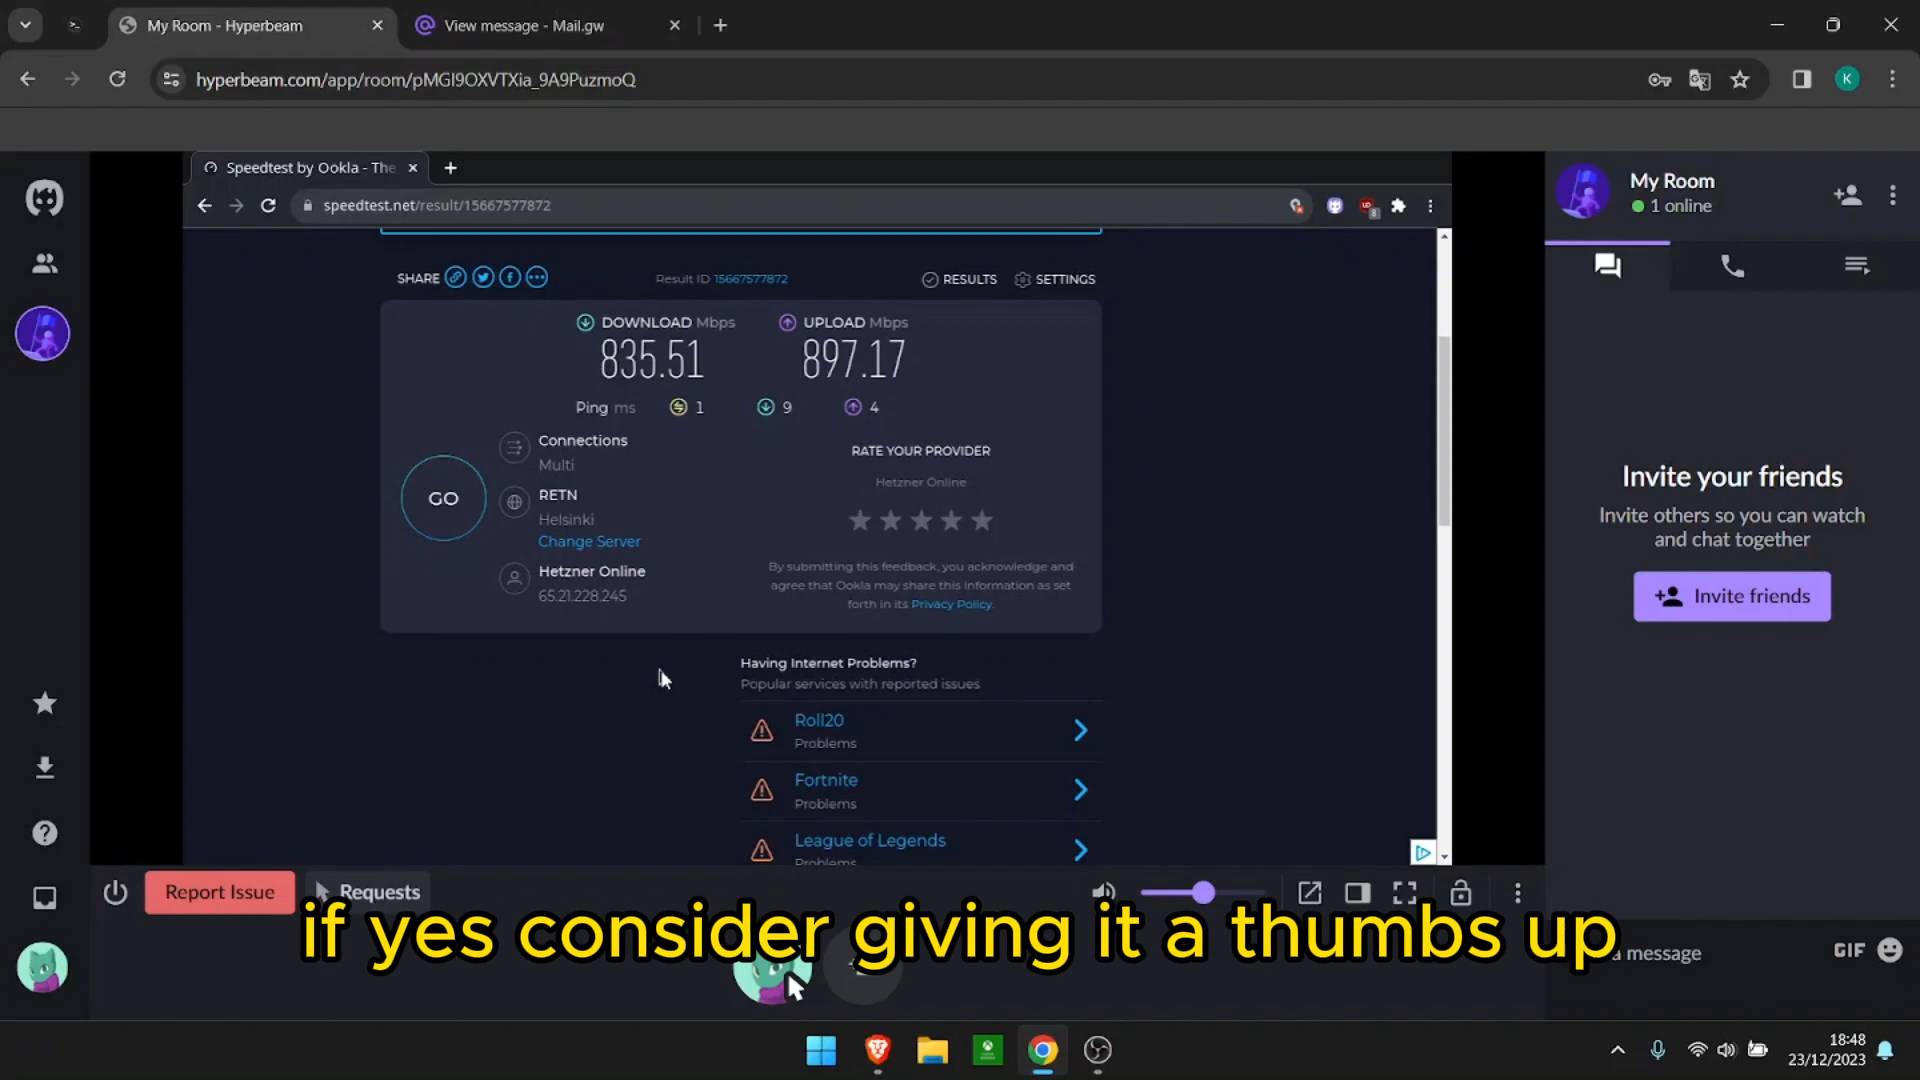 My Room - Hyperbeam
View message - Mail.gw
hyperbeam.com/app/room/pMGI9OXVTXia_9A9PuzmoQ
K
Speedtest by Ookla - The
speedtest.net/result/15667577872
8
SHARE
Result ID 15667577872
RESULTS
SETTINGS
DOWNLOAD Mbps
835.51
UPLOAD Mbps
897.17
Ping ms 1 9 4
GO
Connections
Multi
RETN
Helsinki
Change Server
Hetzner Online
65.21.228.245
RATE YOUR PROVIDER
Hetzner Online
By submitting this feedback, you acknowledge and
agree that Ookla may share this information as set
forth in its Privacy Policy.
Having Internet Problems?
Popular services with reported issues
Roll20
Problems
Fortnite
Problems
League of Legends
Problems
My Room
1 online
Invite your friends
Invite others so you can watch
and chat together
Invite friends
Report Issue
Requests
if yes consider giving it a thumbs up
a message
GIF
18:48
23/12/2023